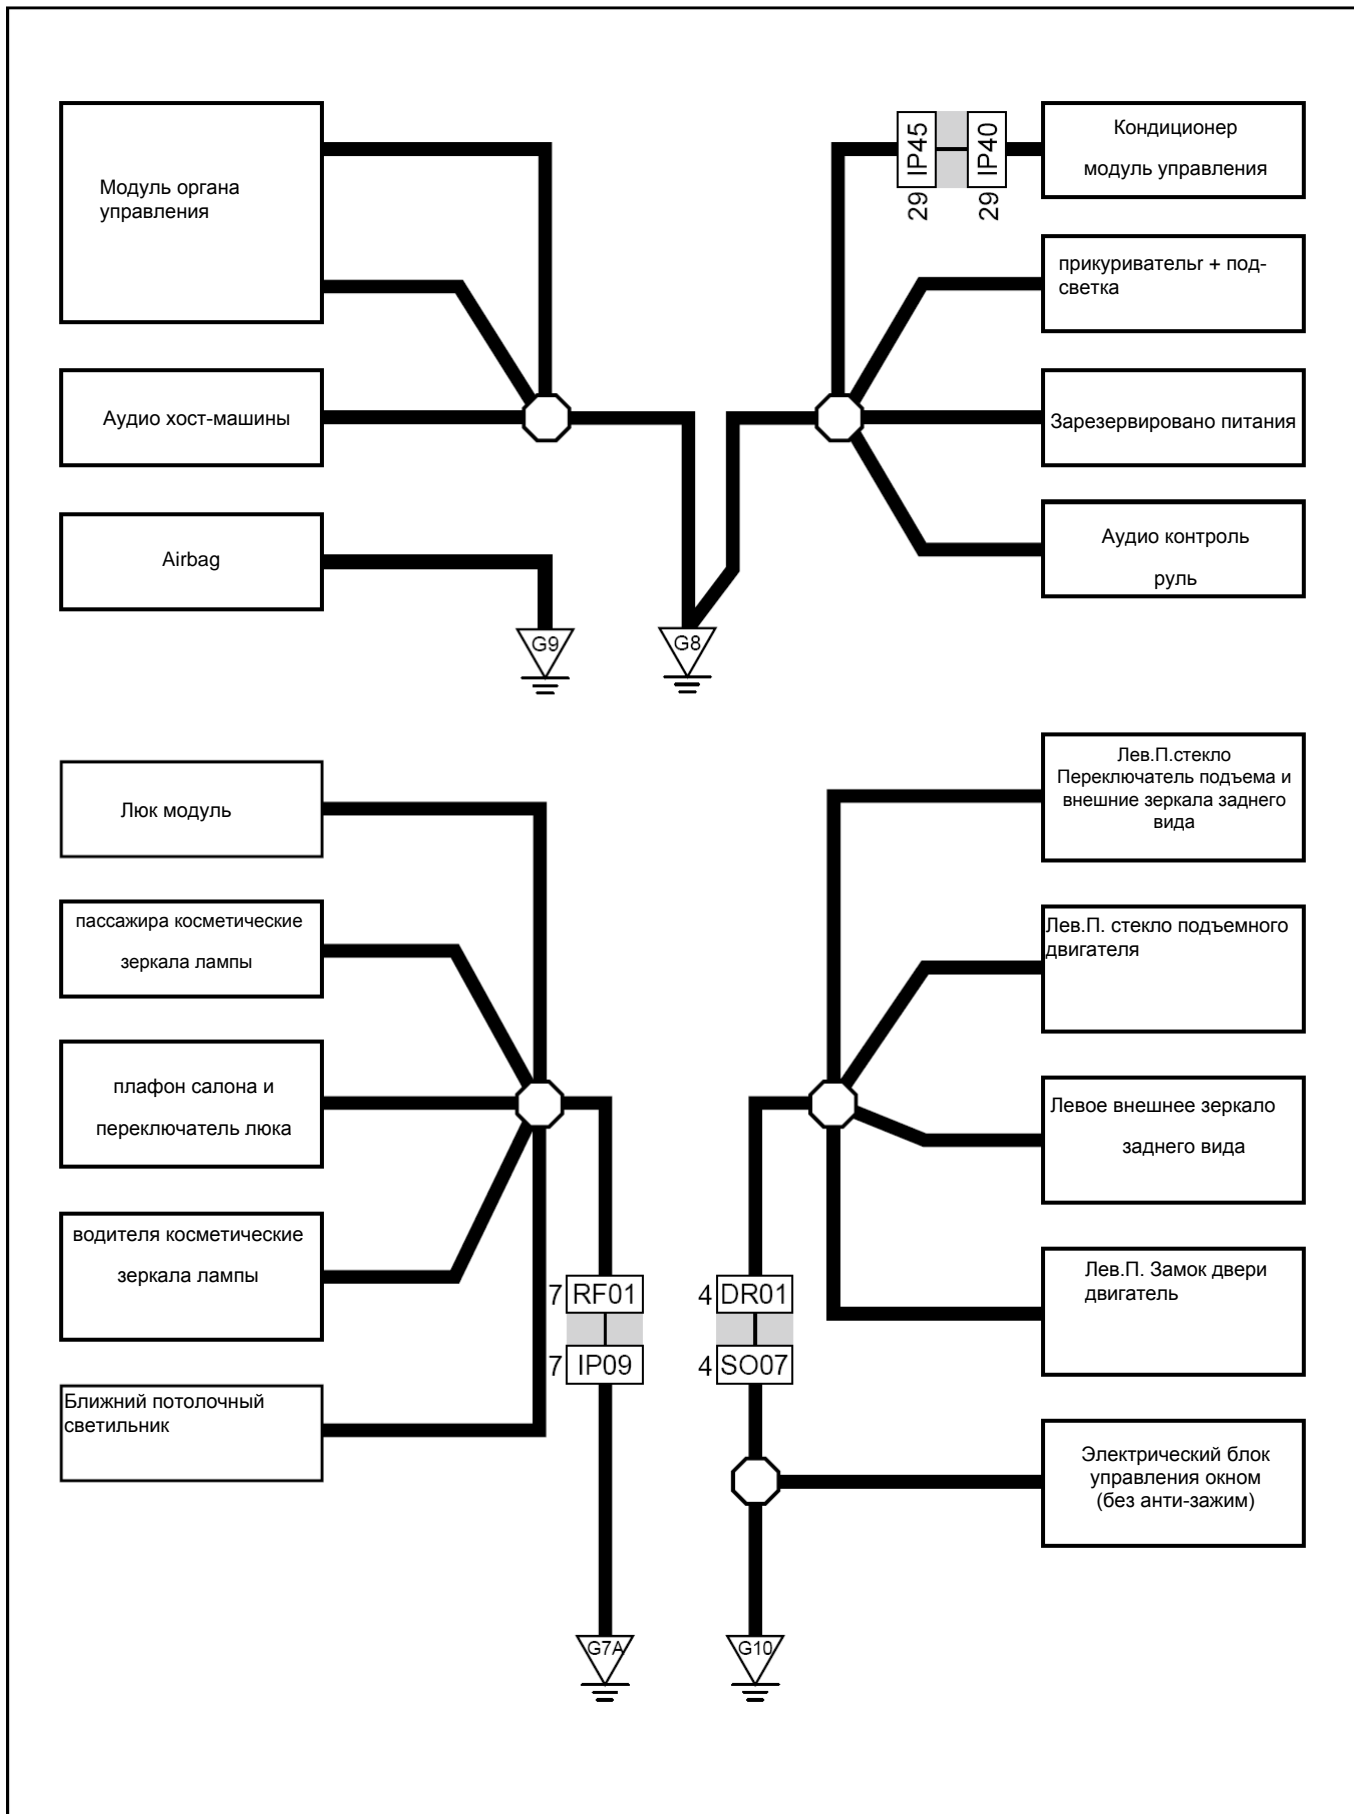 Модуль органа
управления
Аудио хост-машины
Airbag
IP45
IP40
29
29
Кондиционер
модуль управления
прикуривательr + под-
светка
Зарезервировано питания
Аудио контроль
руль
G9
G8
Люк модуль
пассажира косметические
зеркала лампы
плафон салона и
переключатель люка
водителя косметические
зеркала лампы
Ближний потолочный
светильник
7 RF01
7 IP09
G7A
Лев.П.стекло
Переключатель подъема и
внешние зеркала заднего
вида
Лев.П. стекло подъемного
двигателя
Левое внешнее зеркало
заднего вида
Лев.П. Замок двери
двигатель
4 DR01
4 SO07
Электрический блок
управления окном
(без анти-зажим)
G10